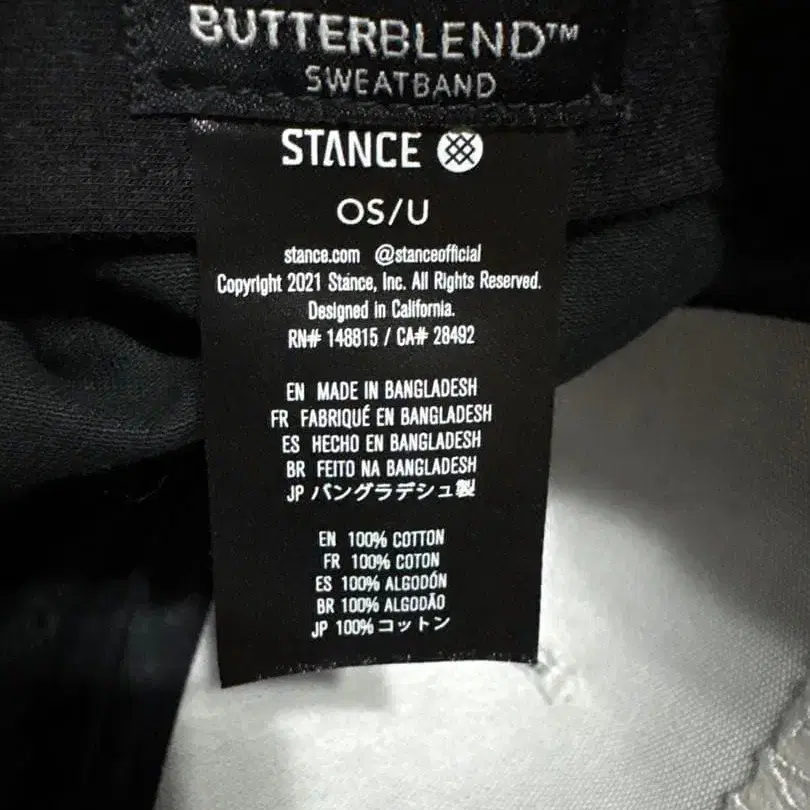 BUTTERBLEND™
SWEATBAND
STANCE
OS/U
stance.com @stanceofficial
Copyright 2021 Stance, Inc. All Rights Reserved.
Designed in California.
RN# 148815 / CA# 28492
EN MADE IN BANGLADESH
FR FABRIQUÉ EN BANGLADESH
ES HECHO EN BANGLADESH
BR FEITO NA BANGLADESH
JP バングラデシュ製
EN 100% COTTON
FR 100% COTON
ES 100% ALGODÓN
BR 100% ALGODÃO
JP 100% コットン